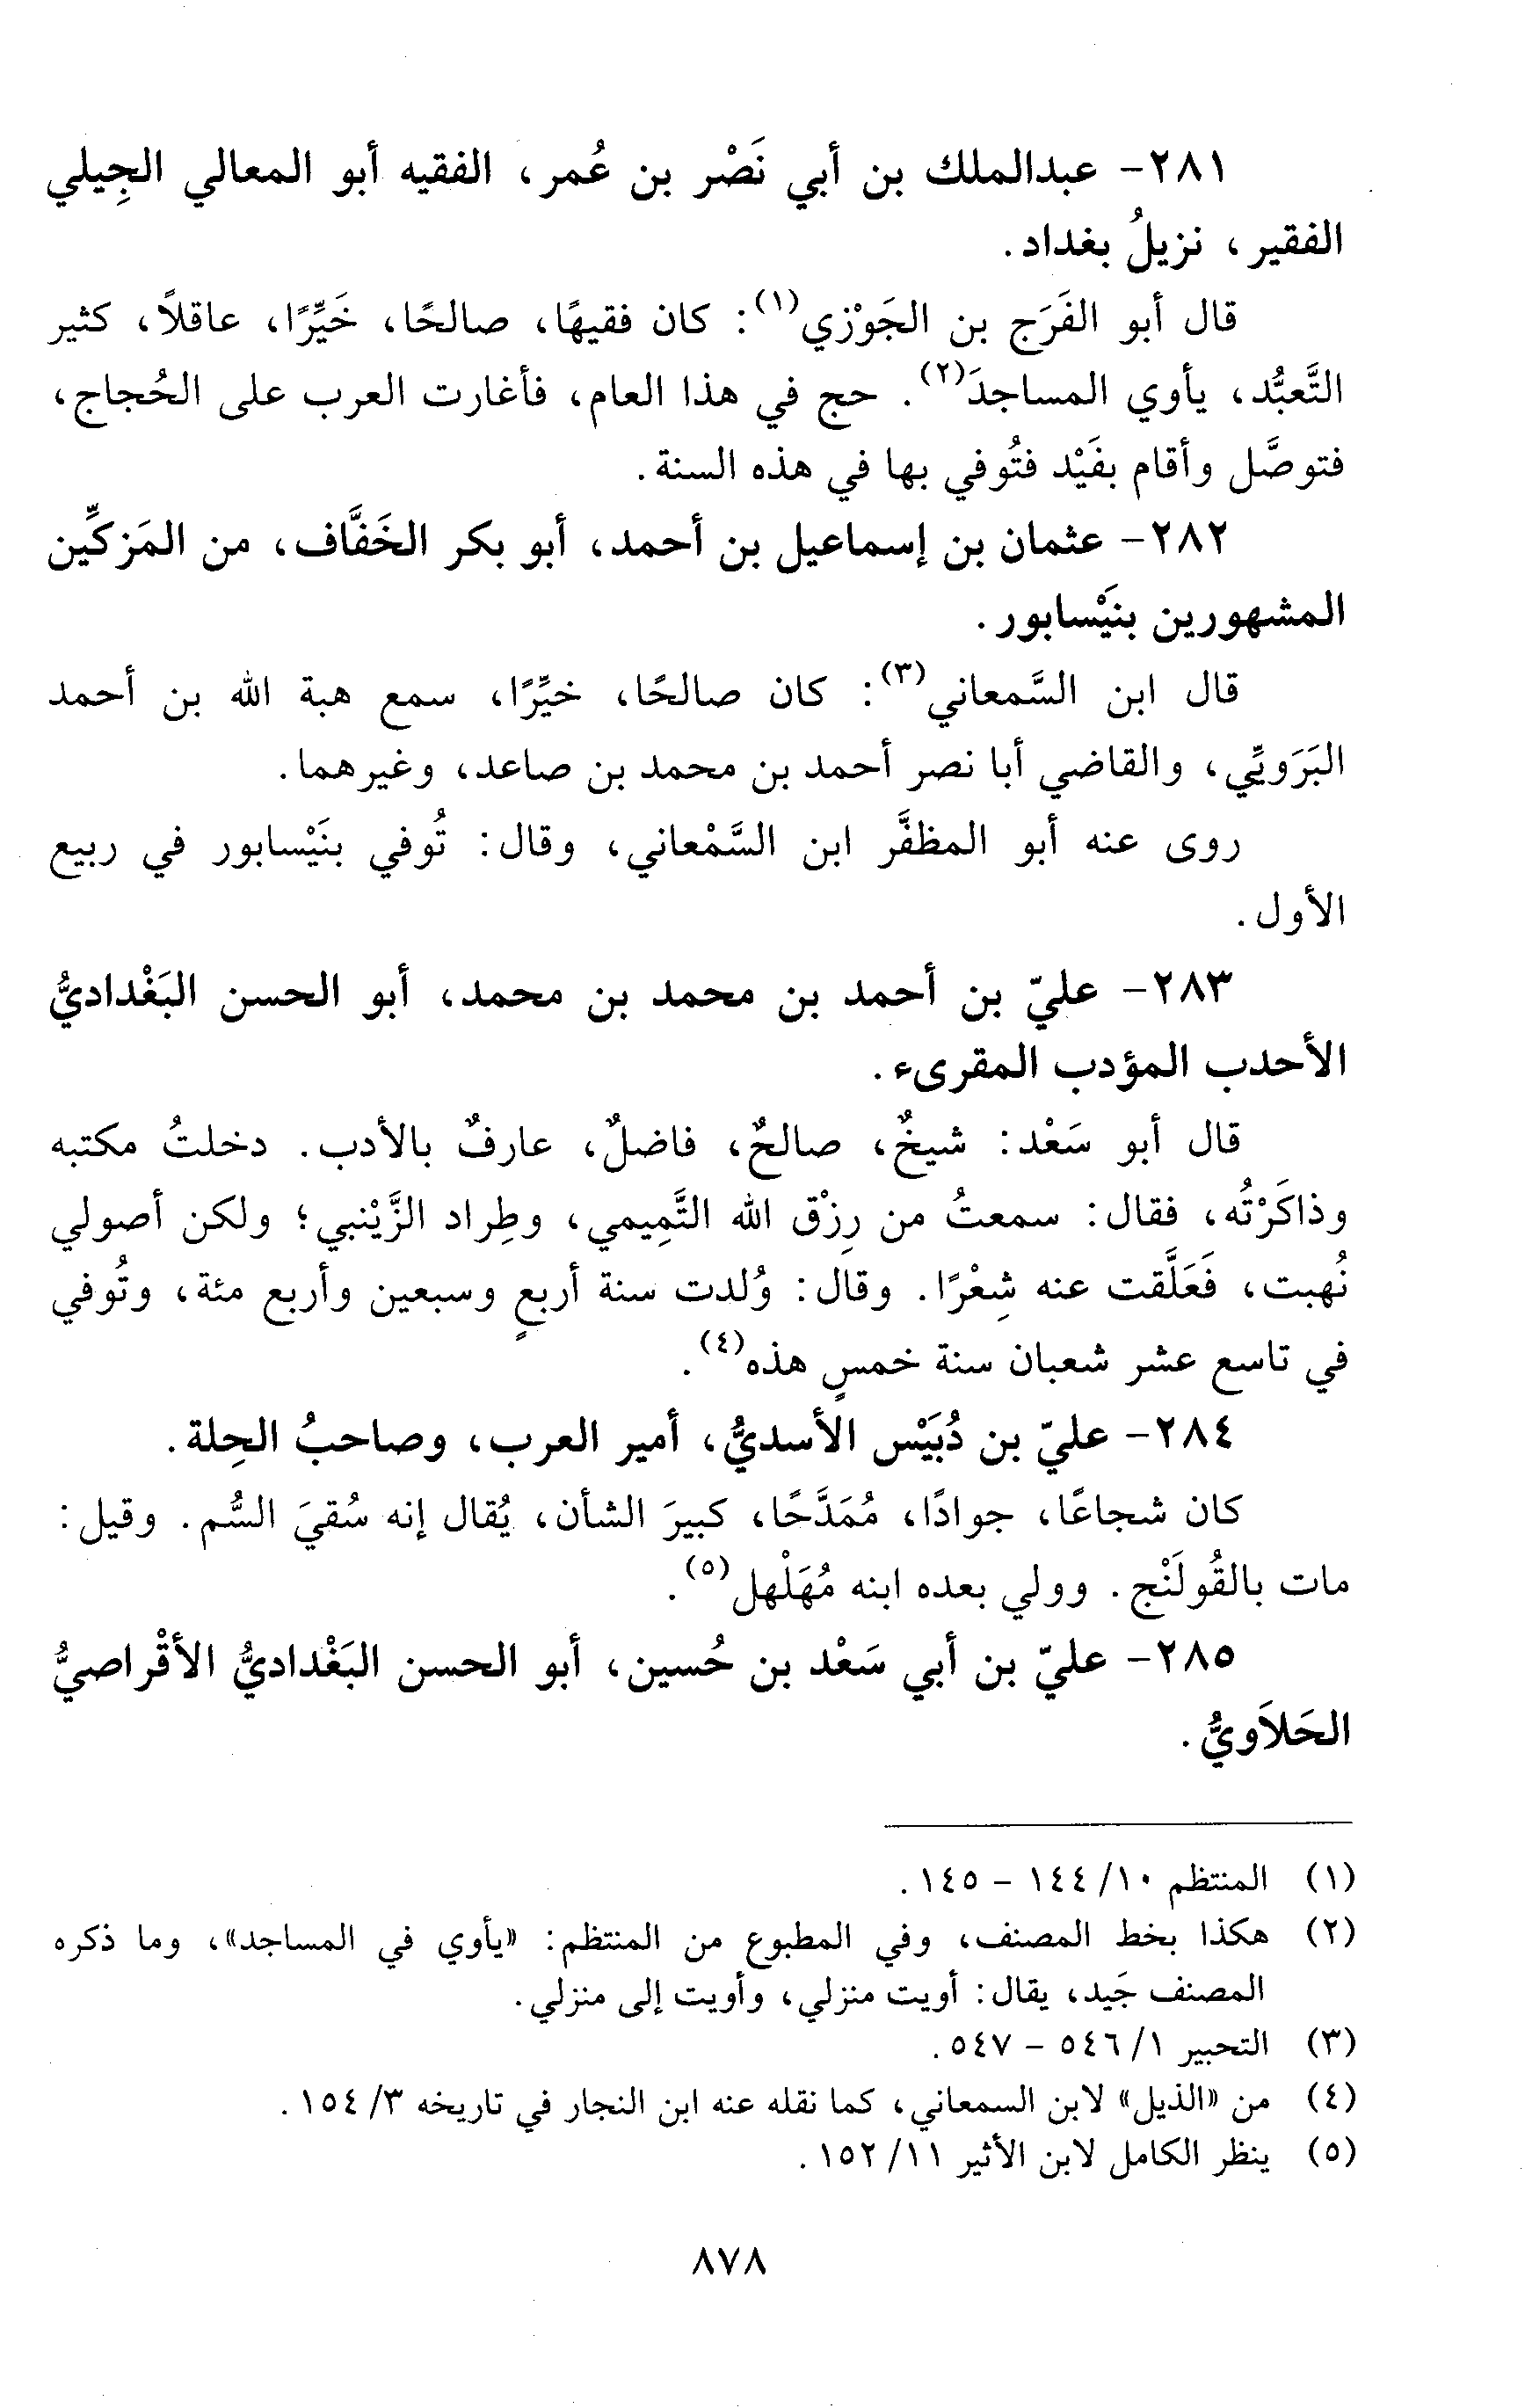 ٢٨١- عبدالملك بن أبي نَصْر بن عُمر، الفقيه أبو المعالي الجِيلي
الفقير، نزيلُ بغداد.
قال أبو الفَرَج بن الجَوْزي(١): كان فقيهًا، صالحًا، خَيِّرًا، عاقلاً، كثير
التَّعبُّد، يأوي المساجدَ(٢). حج في هذا العام، فأغارت العرب على الحُجاج،
فتوصَّل وأقام بفَيْد فتُوفي بها في هذه السنة.
٢٨٢- عثمان بن إسماعيل بن أحمد، أبو بكر الخَفَّاف، من المَزكِّين
المشهورين بنَيْسابور.
قال ابن السَّمعاني(٣): كان صالحًا، خيِّرًا، سمع هبة الله بن أحمد
البَرَويِّي، والقاضي أبا نصر أحمد بن محمد بن صاعد، وغيرهما.
روى عنه أبو المظفَّر ابن السَّمْعاني، وقال: تُوفي بنَيْسابور في ربيع
الأول.
٢٨٣- عليّ بن أحمد بن محمد بن محمد، أبو الحسن البَغْداديُّ
الأحدب المؤدب المقرىء.
قال أبو سَعْد: شيخٌ، صالحٌ، فاضلٌ، عارفٌ بالأدب. دخلتُ مكتبه
وذاكَرْتُه، فقال: سمعتُ من رِزْق الله التَّمِيمي، وطِراد الزَّيْنبي؛ ولكن أصولي
نُهبت، فَعَلَّقت عنه شِعْرًا. وقال: وُلدت سنة أربعٍ وسبعين وأربع مئة، وتُوفي
في تاسع عشر شعبان سنة خمسٍ هذه(٤).
٢٨٤- عليّ بن دُبَيْس الأسديُّ، أمير العرب، وصاحبُ الحِلة.
كان شجاعًا، جوادًا، مُمَدَّحًا، كبيرَ الشأن، يُقال إنه سُقيَ السُّم. وقيل:
مات بالقُولَنْج. وولي بعده ابنه مُهَلْهل(٥).
٢٨٥- عليّ بن أبي سَعْد بن حُسين، أبو الحسن البَغْداديُّ الأقْراصيُّ
الحَلاَويُّ.
(١) المنتظم ١٠/ ١٤٤ - ١٤٥.
(٢) هكذا بخط المصنف، وفي المطبوع من المنتظم: «يأوي في المساجد»، وما ذكره
المصنف جَيد، يقال: أويت منزلي، وأويت إلى منزلي.
(٣) التحبير ١/ ٥٤٦ - ٥٤٧.
(٤) من «الذيل» لابن السمعاني، كما نقله عنه ابن النجار في تاريخه ٣/ ١٥٤.
(٥) ينظر الكامل لابن الأثير ١١/ ١٥٢.
٨٧٨